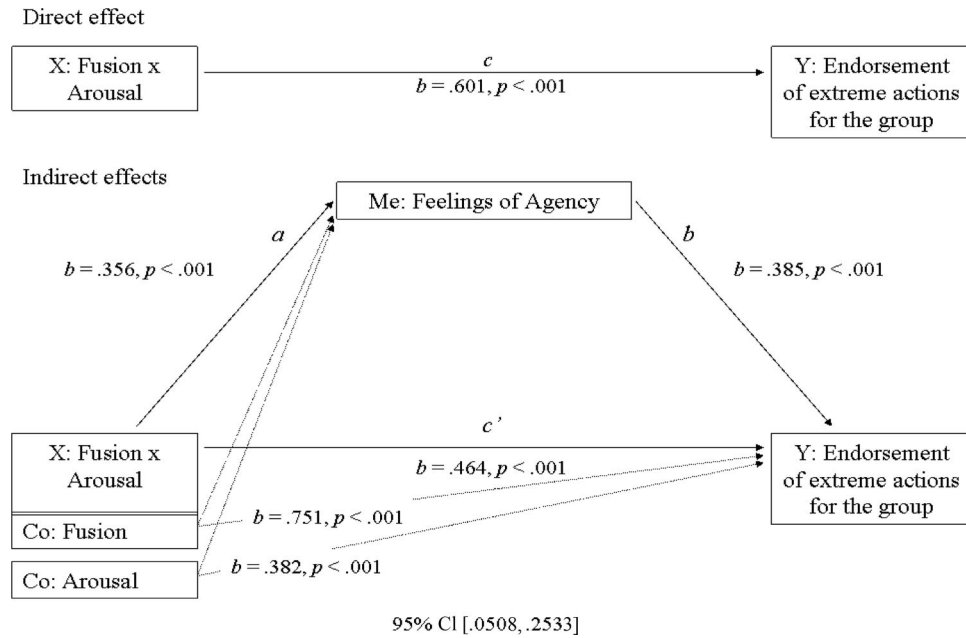 Direct effect
X: Fusion x
Arousal
c
b = .601, p < .001
Y: Endorsement
of extreme actions
for the group
Indirect effects
Me: Feelings of Agency
a
b
b = .356, p < .001
b = .385, p < .001
X: Fusion x
Arousal
c’
b = .464, p < .001
Y: Endorsement
of extreme actions
for the group
Co: Fusion
b = .751, p < .001
Co: Arousal
b = .382, p < .001
95% Cl [.0508, .2533]